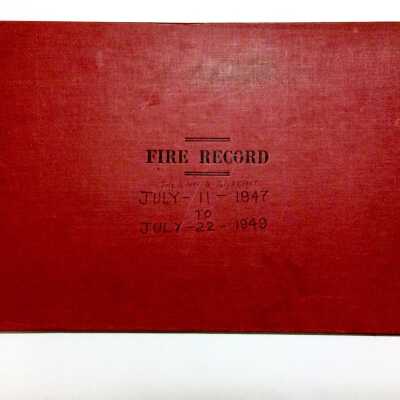 FIRE RECORD
JULY-11-1947
TO
JULY-22-1949